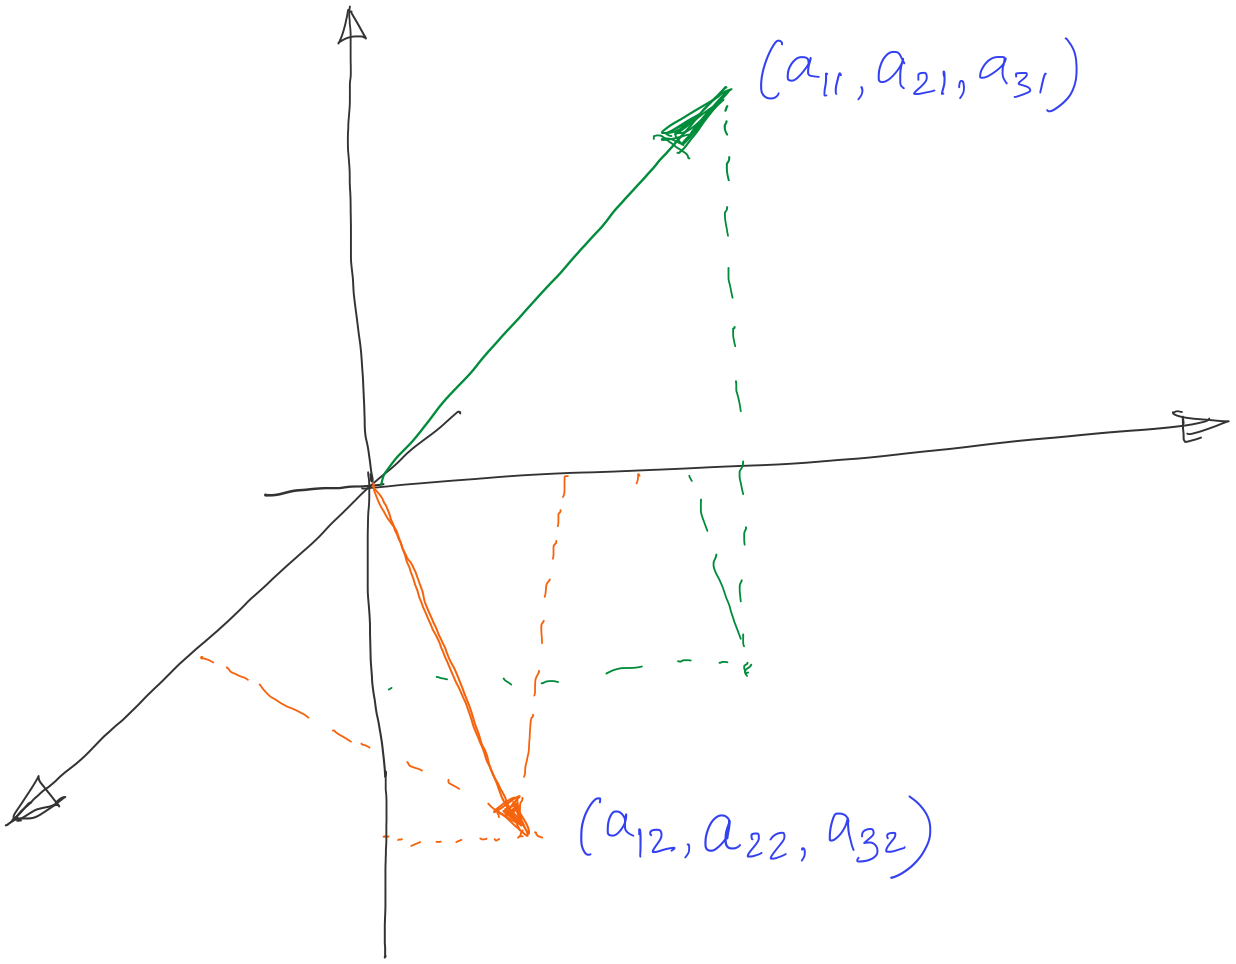 (a₁₁, a₂₁, a₃₁)
(a₁₂, a₂₂, a₃₂)